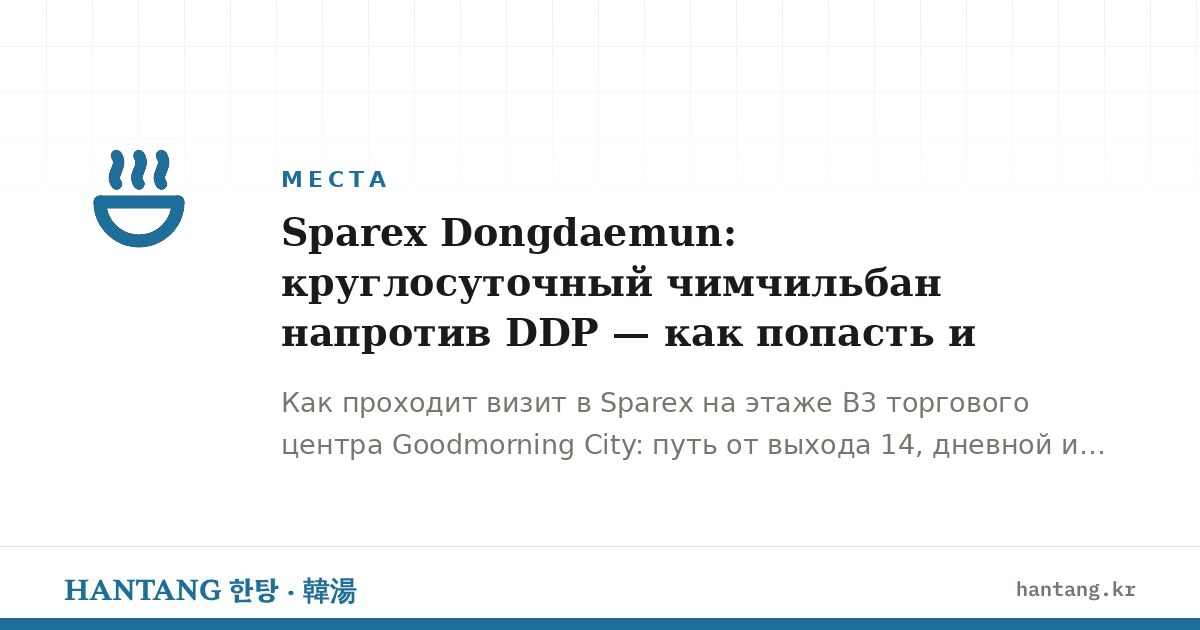 МЕСТА
Sparex Dongdaemun:
круглосуточный чимчильбан
напротив DDP — как попасть и
Как проходит визит в Sparex на этаже B3 торгового
центра Goodmorning City: путь от выхода 14, дневной и…
HANTANG 한탕 · 韓湯
hantang.kr